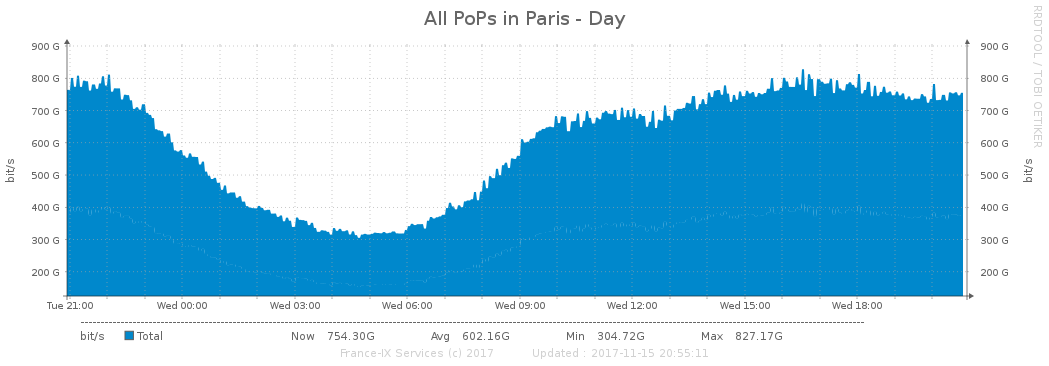 All PoPs in Paris - Day
RRDTOOL / TOBI OETIKER
bit/s
900 G
800 G
700 G
600 G
500 G
400 G
300 G
200 G
900 G
800 G
700 G
600 G
500 G
400 G
300 G
200 G
bit/s
Tue 21:00 Wed 00:00 Wed 03:00 Wed 06:00 Wed 09:00 Wed 12:00 Wed 15:00 Wed 18:00
bit/s Total Now 754.30G Avg 602.16G Min 304.72G Max 827.17G
France-IX Services (c) 2017 Updated : 2017-11-15 20:55:11